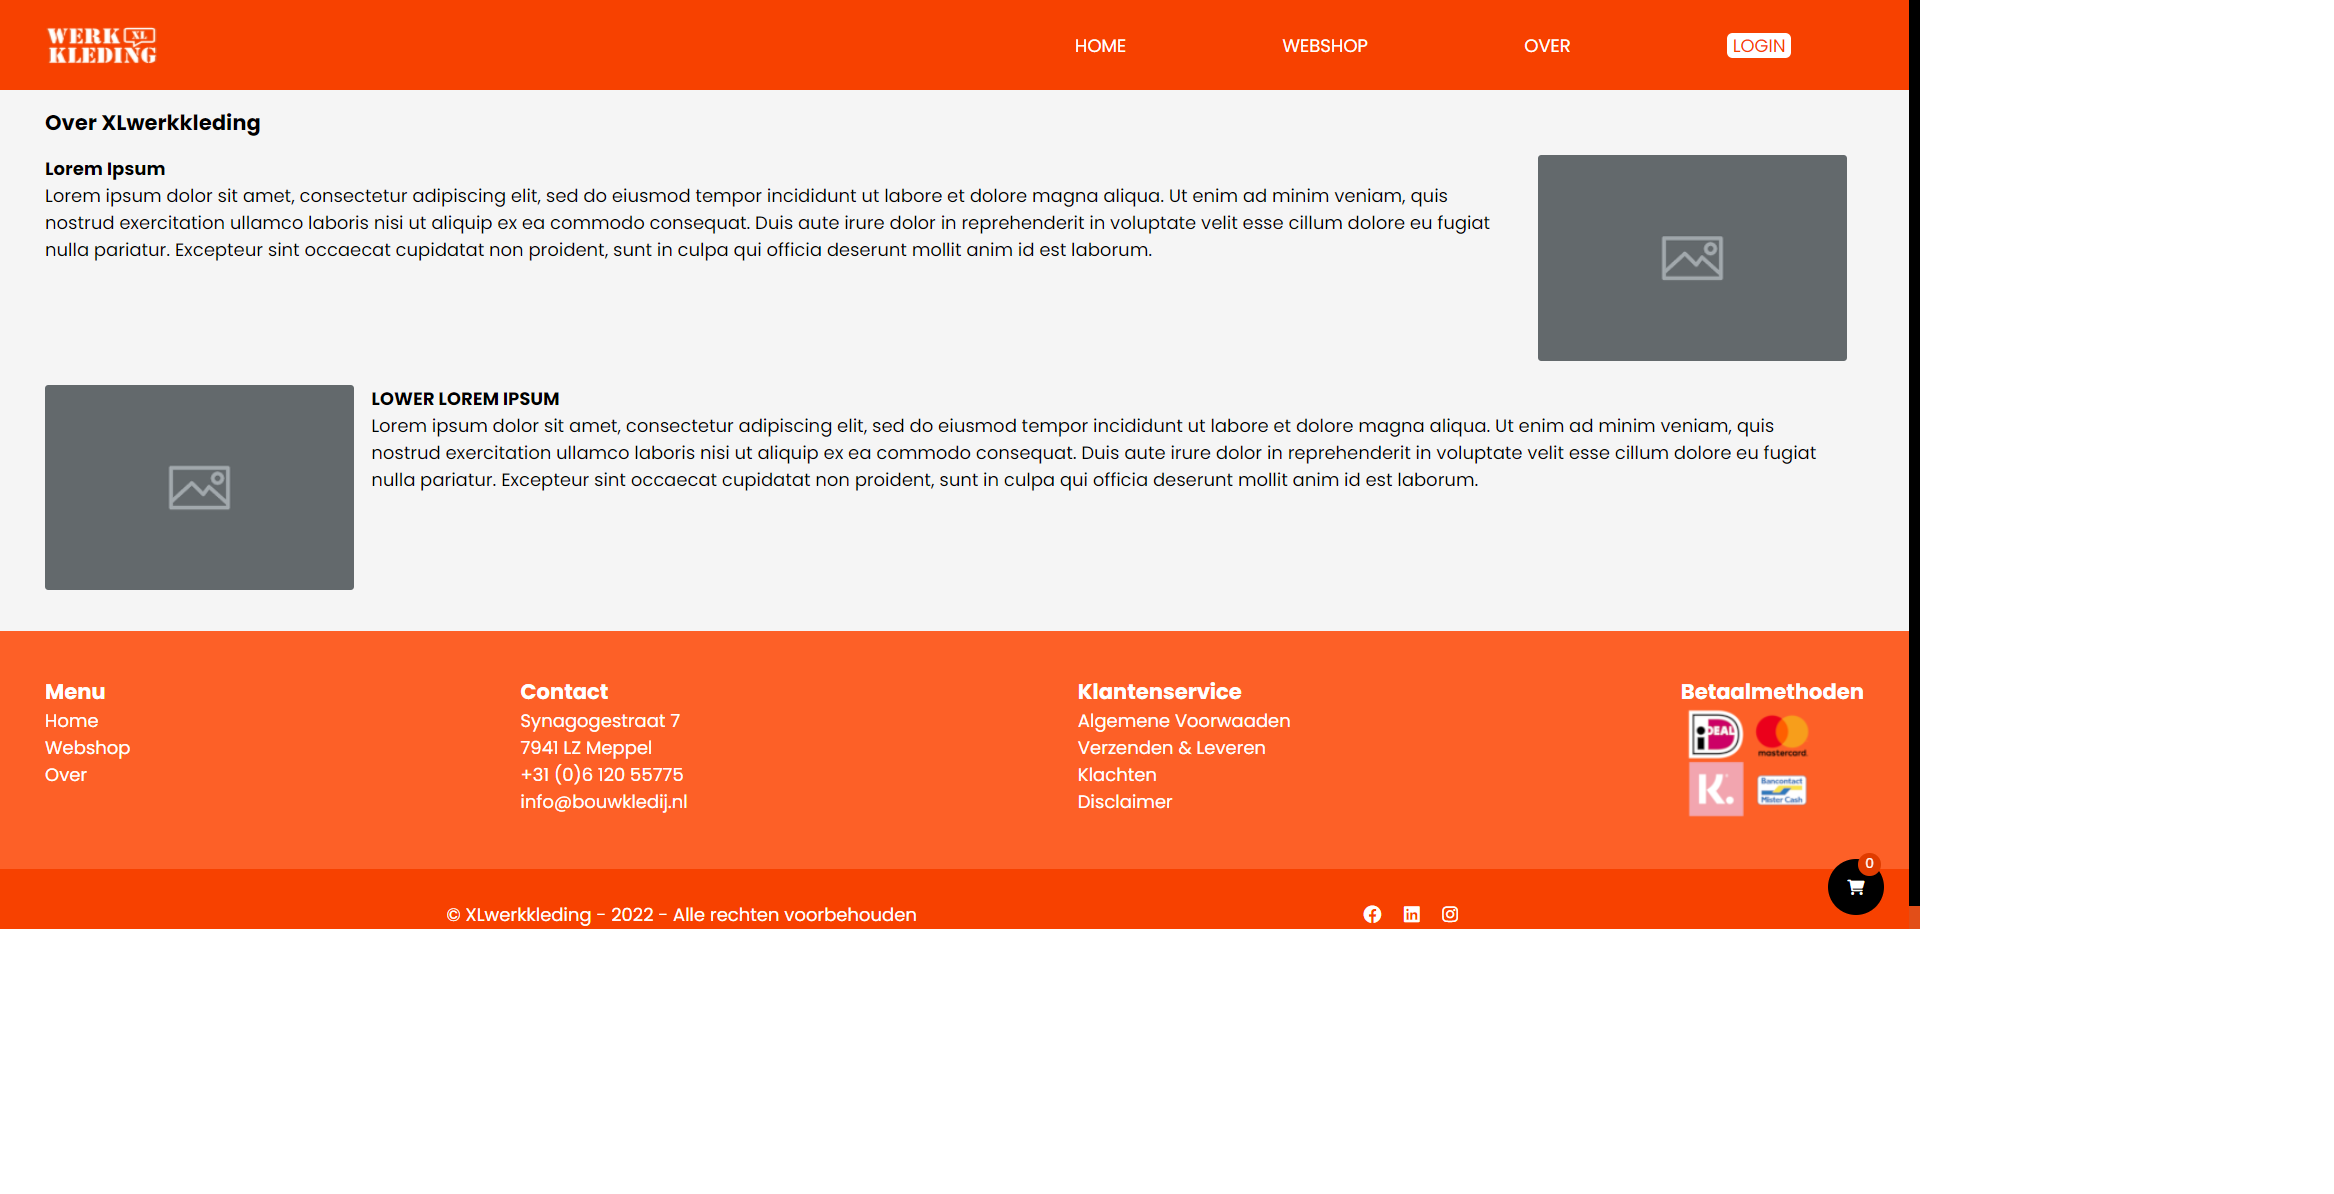 WERK XL
KLEDING
HOME
WEBSHOP
OVER
LOGIN
Over XLwerkkleding
Lorem Ipsum
Lorem ipsum dolor sit amet, consectetur adipiscing elit, sed do eiusmod tempor incididunt ut labore et dolore magna aliqua. Ut enim ad minim veniam, quis
nostrud exercitation ullamco laboris nisi ut aliquip ex ea commodo consequat. Duis aute irure dolor in reprehenderit in voluptate velit esse cillum dolore eu fugiat
nulla pariatur. Excepteur sint occaecat cupidatat non proident, sunt in culpa qui officia deserunt mollit anim id est laborum.
LOWER LOREM IPSUM
Lorem ipsum dolor sit amet, consectetur adipiscing elit, sed do eiusmod tempor incididunt ut labore et dolore magna aliqua. Ut enim ad minim veniam, quis
nostrud exercitation ullamco laboris nisi ut aliquip ex ea commodo consequat. Duis aute irure dolor in reprehenderit in voluptate velit esse cillum dolore eu fugiat
nulla pariatur. Excepteur sint occaecat cupidatat non proident, sunt in culpa qui officia deserunt mollit anim id est laborum.
Menu
Home
Webshop
Over
Contact
Synagogestraat 7
7941 LZ Meppel
+31 (0)6 120 55775
info@bouwkledij.nl
Klantenservice
Algemene Voorwaaden
Verzenden & Leveren
Klachten
Disclaimer
Betaalmethoden
iDEAL
mastercard.
K.
Bancontact
Mister Cash
0
© XLwerkkleding - 2022 - Alle rechten voorbehouden